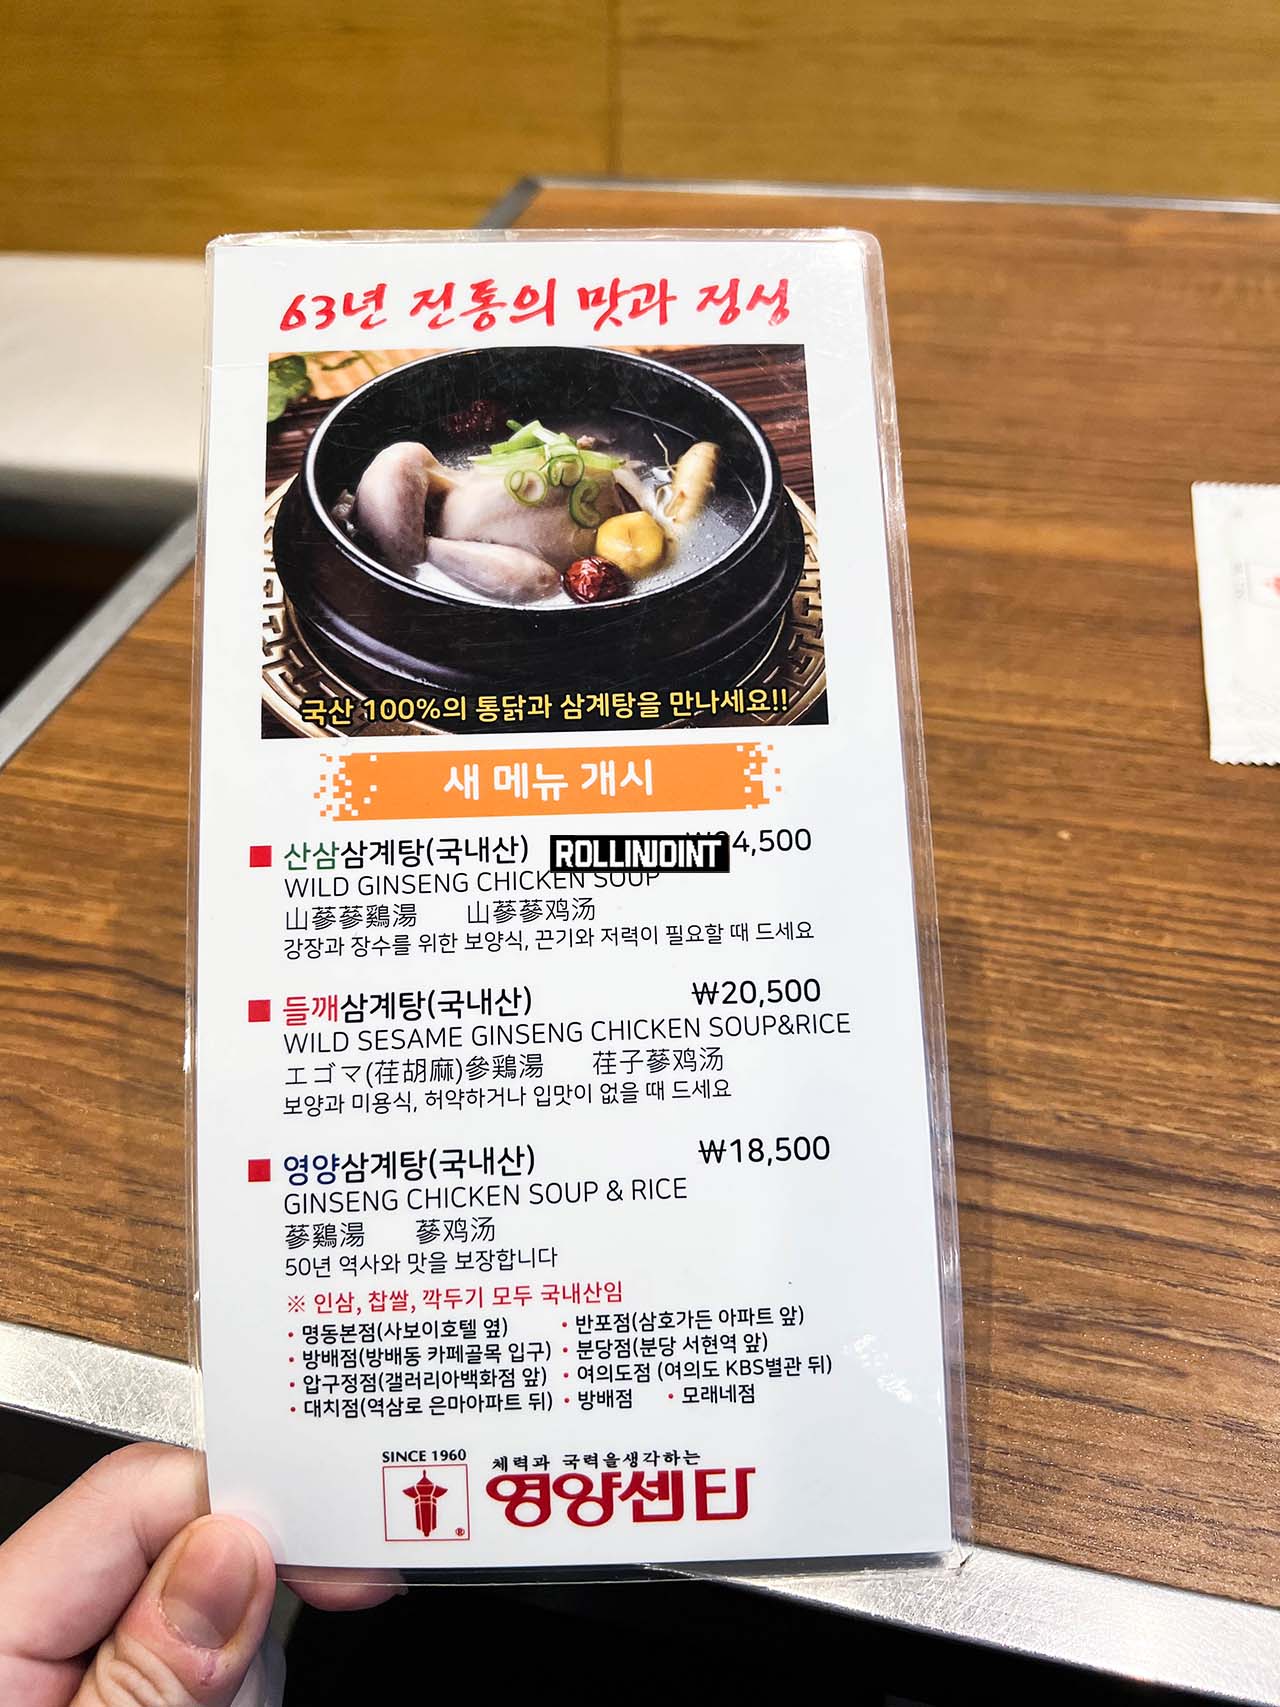 63년 전통의 맛과 정성
국산 100%의 통닭과 삼계탕을 만나세요!!
새 메뉴 개시
산삼삼계탕(국내산) 4,500
ROLLINJOINT
WILD GINSENG CHICKEN SOUP
山蔘蔘鷄湯 山蔘蔘鸡汤
강장과 장수를 위한 보양식, 끈기와 저력이 필요할 때 드세요
들깨삼계탕(국내산) ₩20,500
WILD SESAME GINSENG CHICKEN SOUP&RICE
エゴマ(荏胡麻)參鶏湯 荏子蔘鸡汤
보양과 미용식, 허약하거나 입맛이 없을 때 드세요
영양삼계탕(국내산) ₩18,500
GINSENG CHICKEN SOUP & RICE
蔘鷄湯 蔘鸡汤
50년 역사와 맛을 보장합니다
※ 인삼, 찹쌀, 깍두기 모두 국내산임
• 명동본점(사보이호텔 옆) • 반포점(삼호가든 아파트 앞)
• 방배점(방배동 카페골목 입구) • 분당점(분당 서현역 앞)
• 압구정점(갤러리아백화점 앞) • 여의도점 (여의도 KBS별관 뒤)
• 대치점(역삼로 은마아파트 뒤) • 방배점 • 모래네점
SINCE 1960 체력과 국력을생각하는
영양센타
®